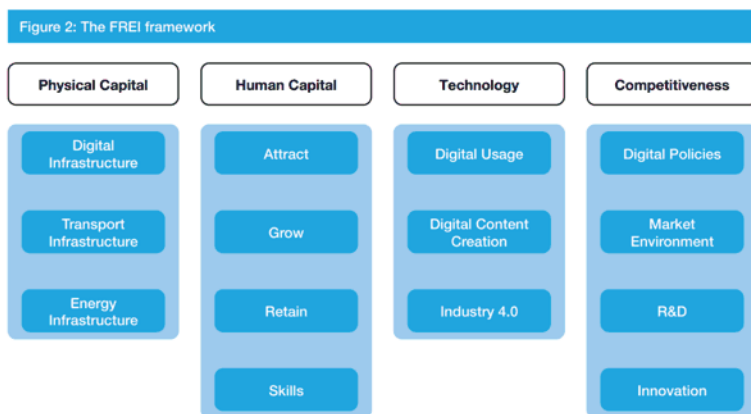 Figure 2: The FREI framework
Physical Capital
Human Capital
Technology
Competitiveness
Digital
Infrastructure
Transport
Infrastructure
Energy
Infrastructure
Attract
Grow
Retain
Skills
Digital Usage
Digital Content
Creation
Industry 4.0
Digital Policies
Market
Environment
R&D
Innovation